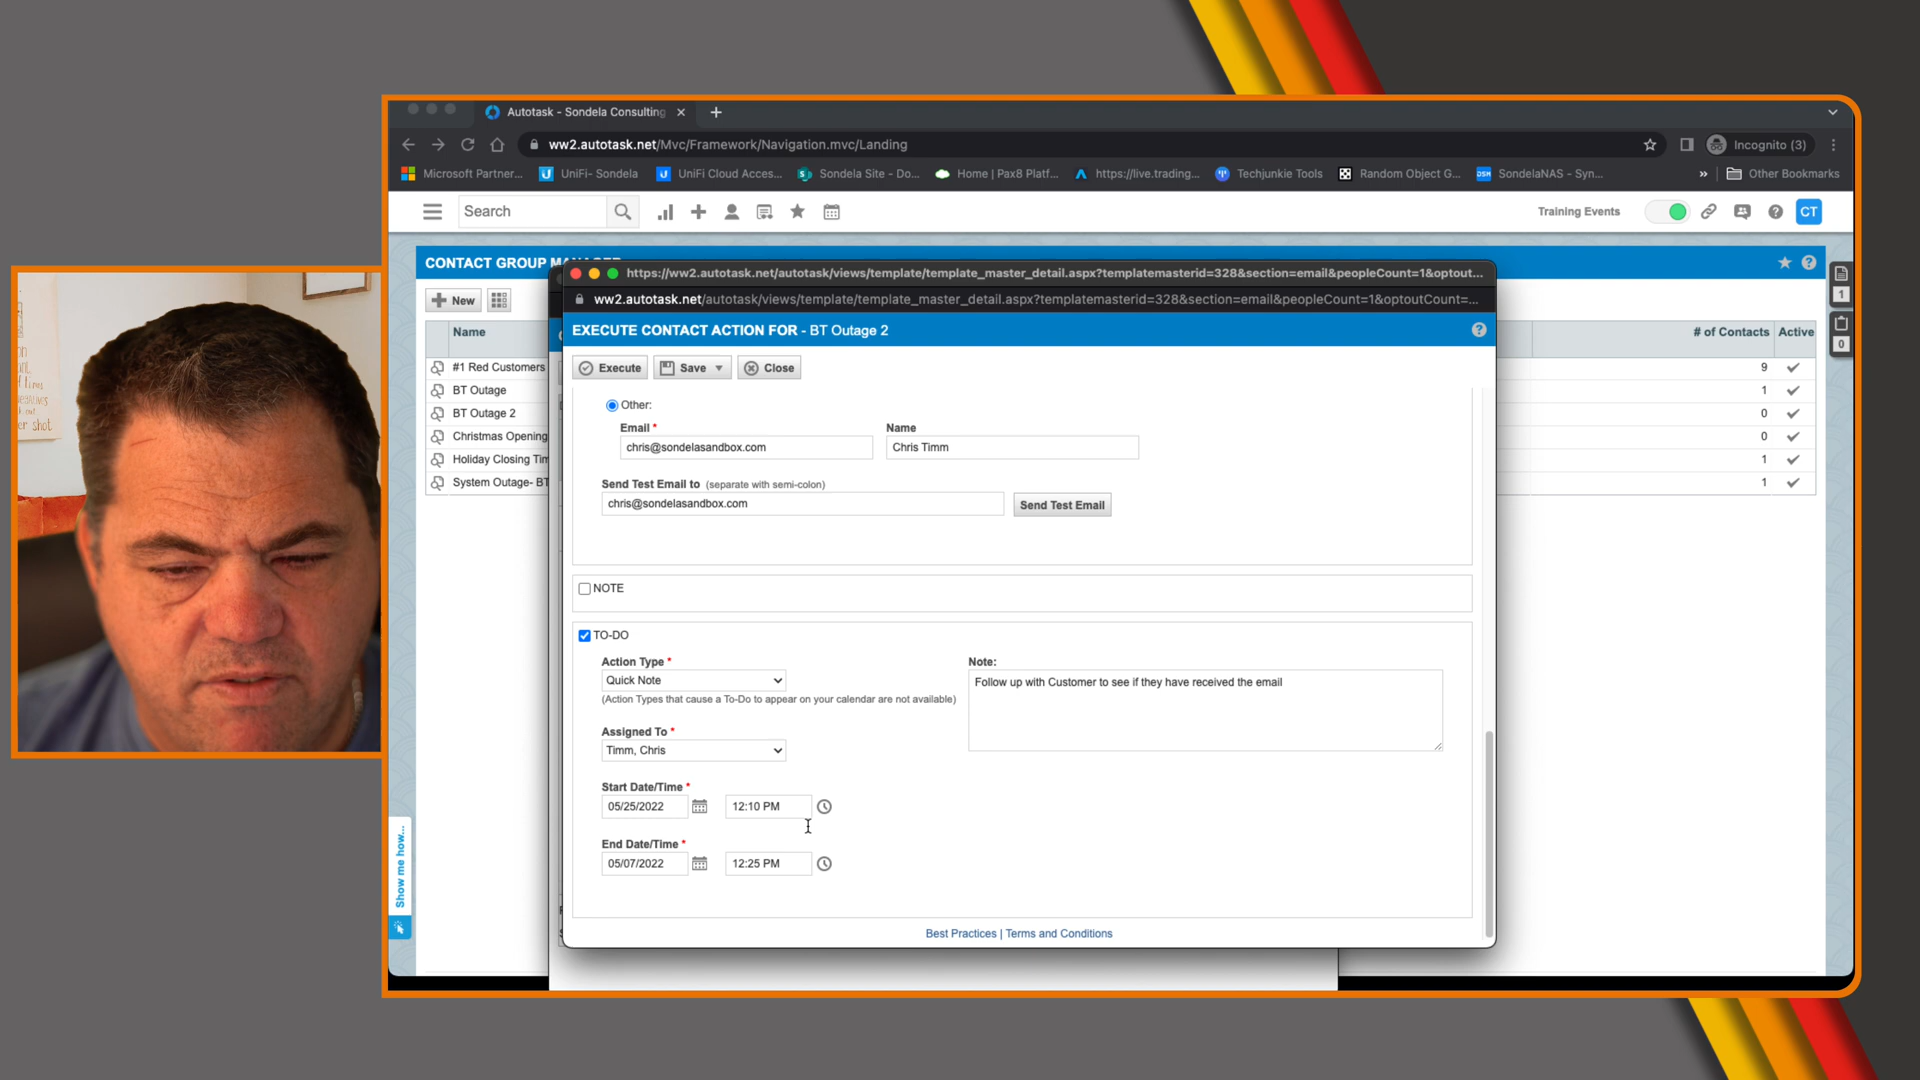 Autotask - Sondela Consulting
ww2.autotask.net/Mvc/Framework/Navigation.mvc/Landing
Incognito (3)
Microsoft Partner...
UniFi- Sondela
UniFi Cloud Acces...
Sondela Site - Do...
Home | Pax8 Platf...
https://live.trading...
Techjunkie Tools
Random Object G...
SondelaNAS - Syn...
»
Other Bookmarks
Search
Training Events
CT
CONTACT GROUP MANAGER
New
Name
# of Contacts
Active
#1 Red Customers
9
BT Outage
1
BT Outage 2
0
Christmas Opening
0
Holiday Closing Tim
1
System Outage- BT
1
1
0
Show me how...
https://ww2.autotask.net/autotask/views/template/template_master_detail.aspx?templatemasterid=328&section=email&peopleCount=1&optout...
ww2.autotask.net/autotask/views/template/template_master_detail.aspx?templatemasterid=328&section=email&peopleCount=1&optoutCount=...
EXECUTE CONTACT ACTION FOR - BT Outage 2
Execute
Save
Close
Other:
Email *
Name
chris@sondelasandbox.com
Chris Timm
Send Test Email to (separate with semi-colon)
chris@sondelasandbox.com
Send Test Email
NOTE
TO-DO
Action Type *
Quick Note
(Action Types that cause a To-Do to appear on your calendar are not available)
Note:
Follow up with Customer to see if they have received the email
Assigned To *
Timm, Chris
Start Date/Time *
05/25/2022
12:10 PM
End Date/Time *
05/07/2022
12:25 PM
Best Practices | Terms and Conditions